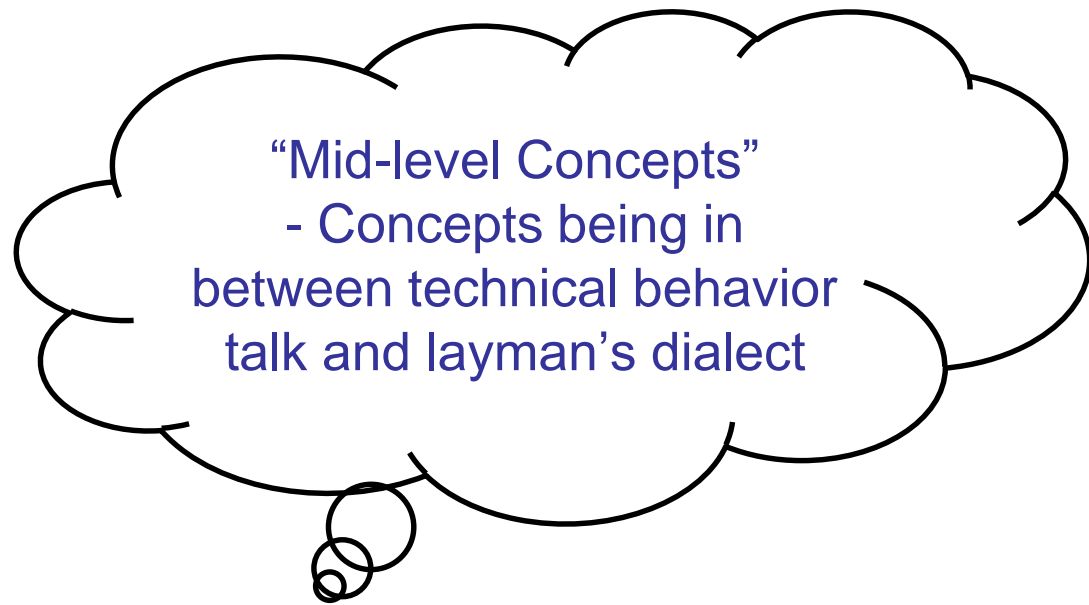 “Mid-level Concepts”
- Concepts being in
between technical behavior
talk and layman’s dialect